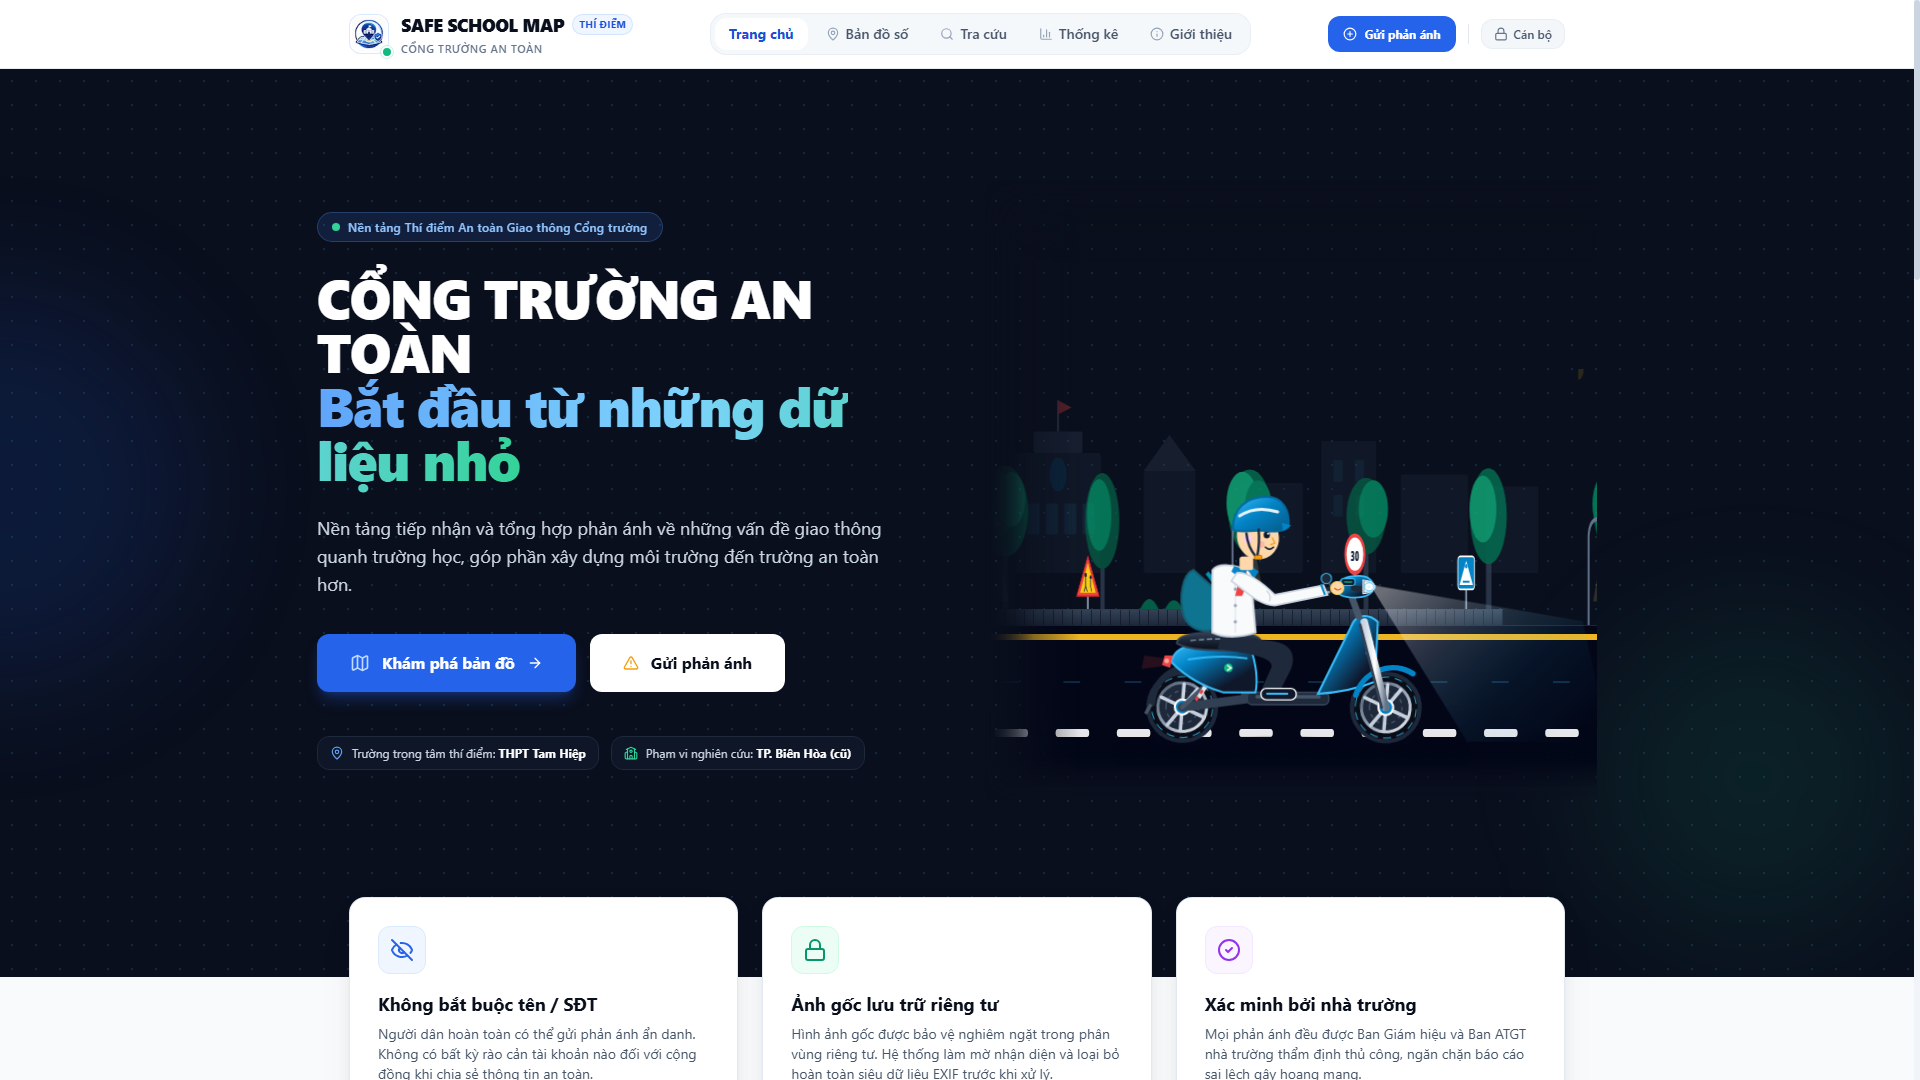 SAFE SCHOOL MAP
THÍ ĐIỂM
CỔNG TRƯỜNG AN TOÀN
Trang chủ
Bản đồ số
Tra cứu
Thống kê
Giới thiệu
Gửi phản ánh
Cán bộ
Nền tảng Thí điểm An toàn Giao thông Cổng trường
CỔNG TRƯỜNG AN
TOÀN
Bắt đầu từ những dữ
liệu nhỏ
Nền tảng tiếp nhận và tổng hợp phản ánh về những vấn đề giao thông
quanh trường học, góp phần xây dựng môi trường đến trường an toàn
hơn.
Khám phá bản đồ
Gửi phản ánh
Trường trọng tâm thí điểm: THPT Tam Hiệp
Phạm vi nghiên cứu: TP. Biên Hòa (cũ)
30
Không bắt buộc tên / SĐT
Người dân hoàn toàn có thể gửi phản ánh ẩn danh.
Không có bất kỳ rào cản tài khoản nào đối với cộng
đồng khi chia sẻ thông tin an toàn.
Ảnh gốc lưu trữ riêng tư
Hình ảnh gốc được bảo vệ nghiêm ngặt trong phân
vùng riêng tư. Hệ thống làm mờ nhận diện và loại bỏ
hoàn toàn siêu dữ liệu EXIF trước khi xử lý.
Xác minh bởi nhà trường
Mọi phản ánh đều được Ban Giám hiệu và Ban ATGT
nhà trường thẩm định thủ công, ngăn chặn báo cáo
sai lệch gây hoang mang.